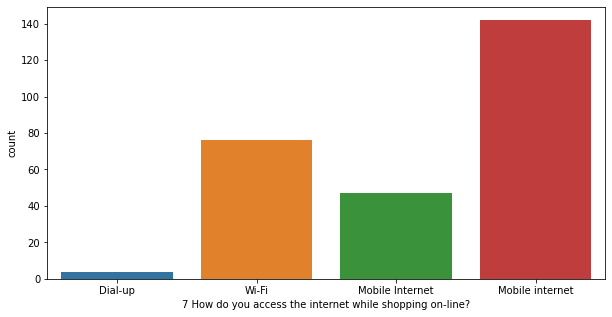 140
120
100
80
60
40
20
0
count
Dial-up Wi-Fi Mobile Internet Mobile internet
7 How do you access the internet while shopping on-line?